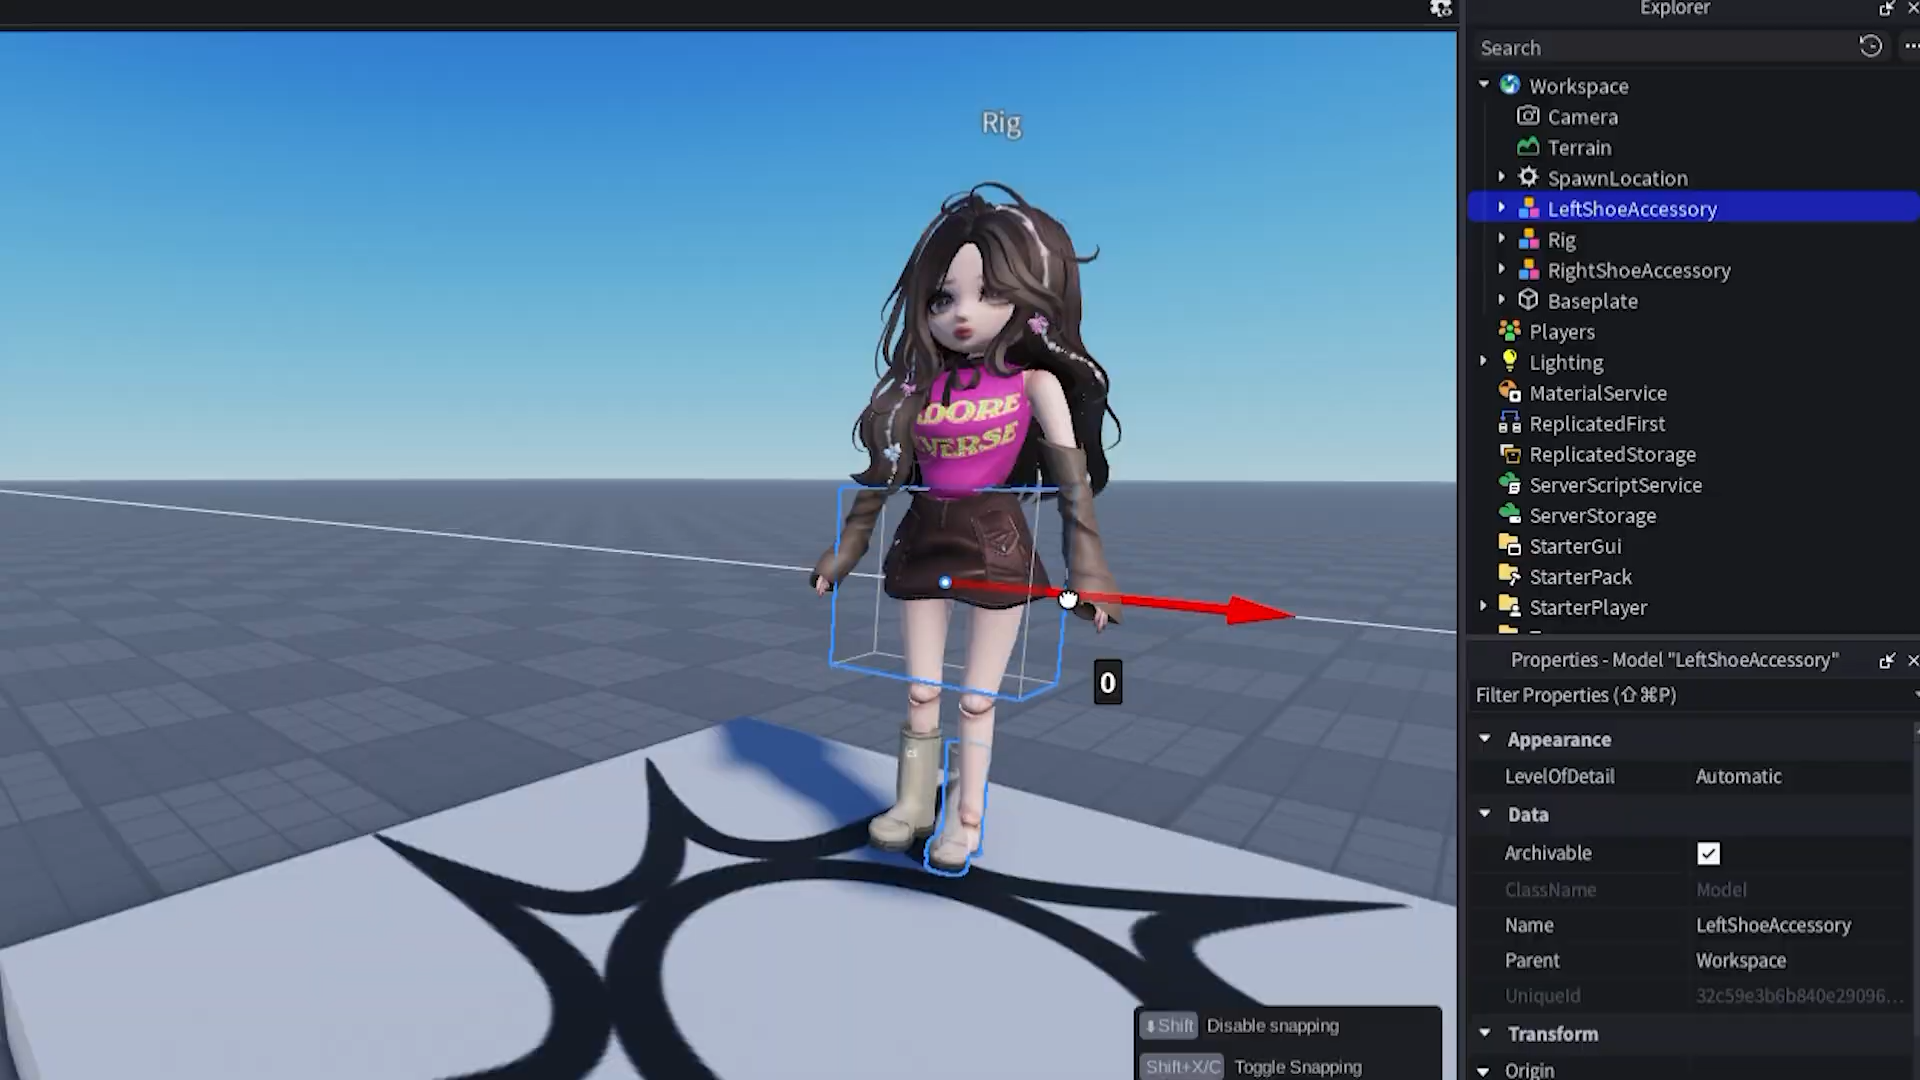 Explorer
Search
Workspace
Camera
Terrain
SpawnLocation
LeftShoeAccessory
Rig
RightShoeAccessory
Baseplate
Players
Lighting
MaterialService
ReplicatedFirst
ReplicatedStorage
ServerScriptService
ServerStorage
StarterGui
StarterPack
StarterPlayer
Rig
0
Shift Disable snapping
Shift+X/C Toggle Snapping
Properties - Model "LeftShoeAccessory"
Filter Properties (⇧⌘P)
Appearance
LevelOfDetail Automatic
Data
Archivable
ClassName Model
Name LeftShoeAccessory
Parent Workspace
UniqueId 32c59e3b6b840e29096...
Transform
Origin